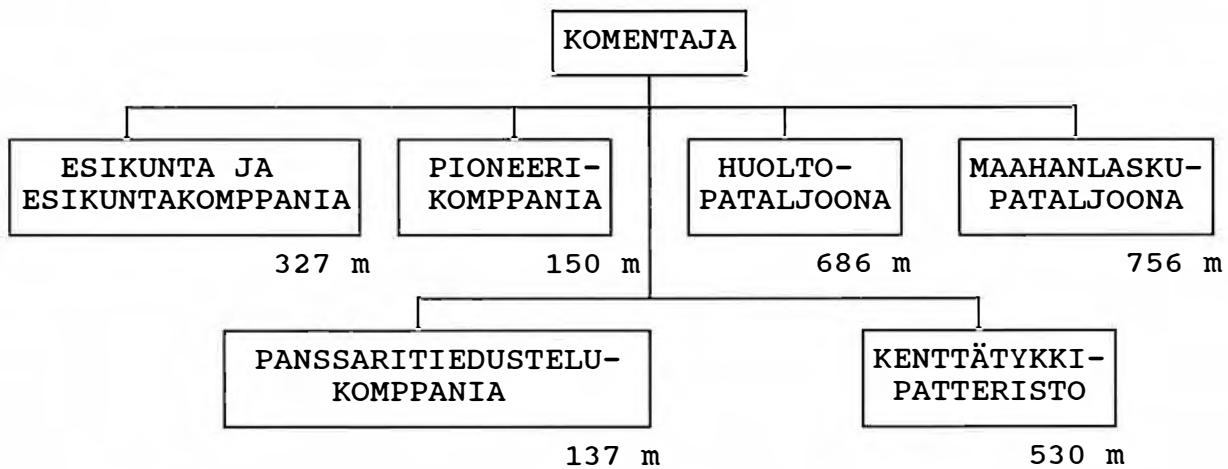 KOMENTAJA
ESIKUNTA JA
ESIKUNTAKOMPPANIA
327 m
PIONEERI-
KOMPPANIA
150 m
HUOLTO-
PATALJOONA
686 m
MAAHANLASKU-
PATALJOONA
756 m
PANSSARITIEDUSTELU-
KOMPPANIA
137 m
KENTTÄTYKKI-
PATTERISTO
530 m